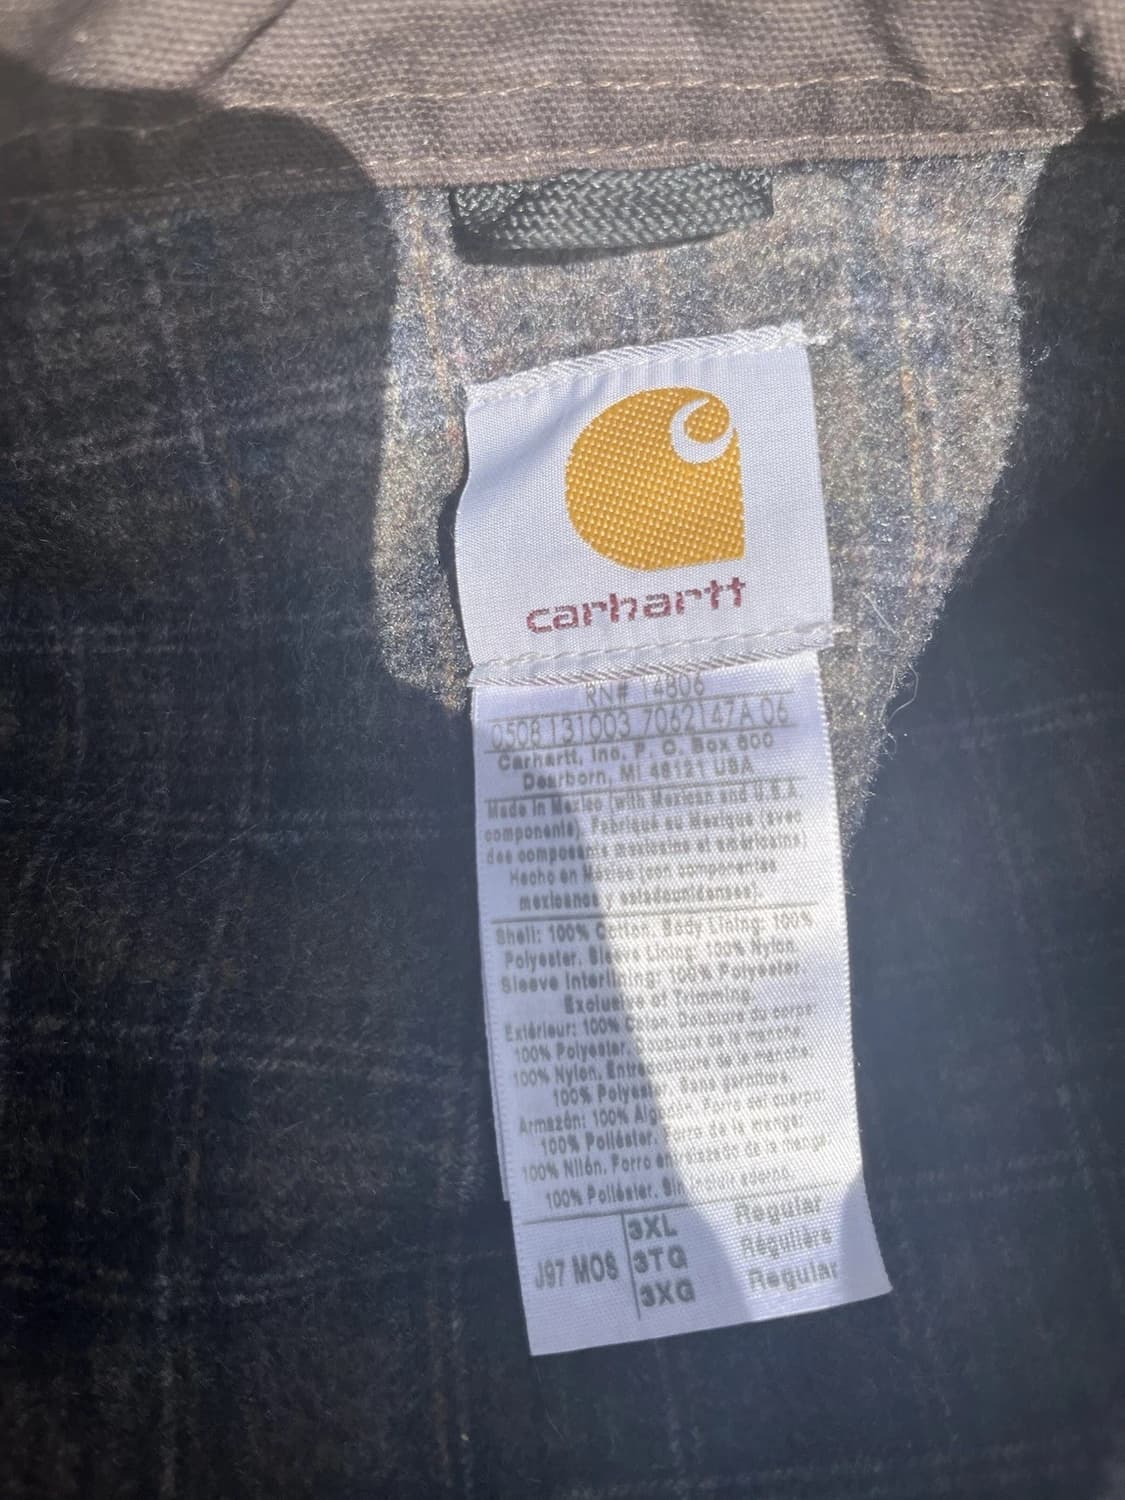 carhartt
RN# 14806
0508 131003 7062147A 06
Carhartt, Inc. P. O. Box 600
Dearborn, MI 48121 USA
Made in Mexico (with Mexican and U.S.A.
components). Fabriqué au Mexique (avec
des composants mexicains et américains)
Hecho en México (con componentes
mexicanos y estadounidenses).
Shell: 100% Cotton. Body Lining: 100%
Polyester. Sleeve Lining: 100% Nylon.
Sleeve Interlining: 100% Polyester.
Exclusive of Trimming.
Extérieur: 100% Coton. Doublure du corps:
100% Polyester. Doublure de la manche:
100% Nylon. Entredoublure de la manche:
100% Polyester. Sans garniture.
Armazón: 100% Algodón. Forro del cuerpo:
100% Poliéster. Forro de la manga:
100% Nilón. Forro de la manga:
100% Poliéster. Sin incluir adorno.
J97 MOS
3XL Regular
3TG Régulière
3XG Regular